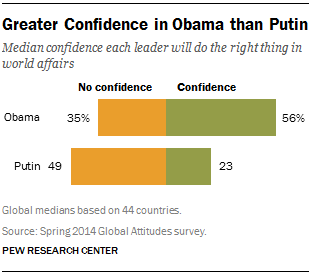 Greater Confidence in Obama than Putin
Median confidence each leader will do the right thing in
world affairs
No confidence Confidence
Obama 35% 56%
Putin 49 23
Global medians based on 44 countries.
Source: Spring 2014 Global Attitudes survey.
PEW RESEARCH CENTER